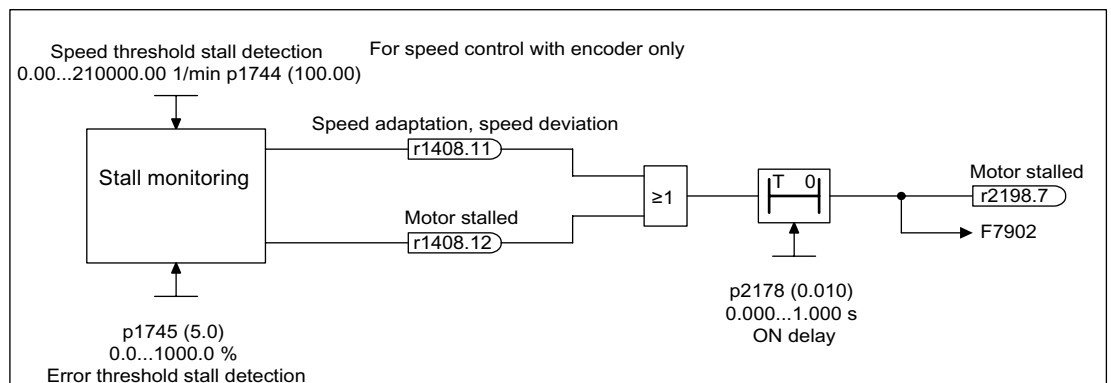 Speed threshold stall detection
0.00...210000.00 1/min p1744 (100.00)
For speed control with encoder only
Stall monitoring
Speed adaptation, speed deviation
r1408.11
Motor stalled
r1408.12
≥1
T 0
Motor stalled
r2198.7
F7902
p2178 (0.010)
0.000...1.000 s
ON delay
p1745 (5.0)
0.0...1000.0 %
Error threshold stall detection